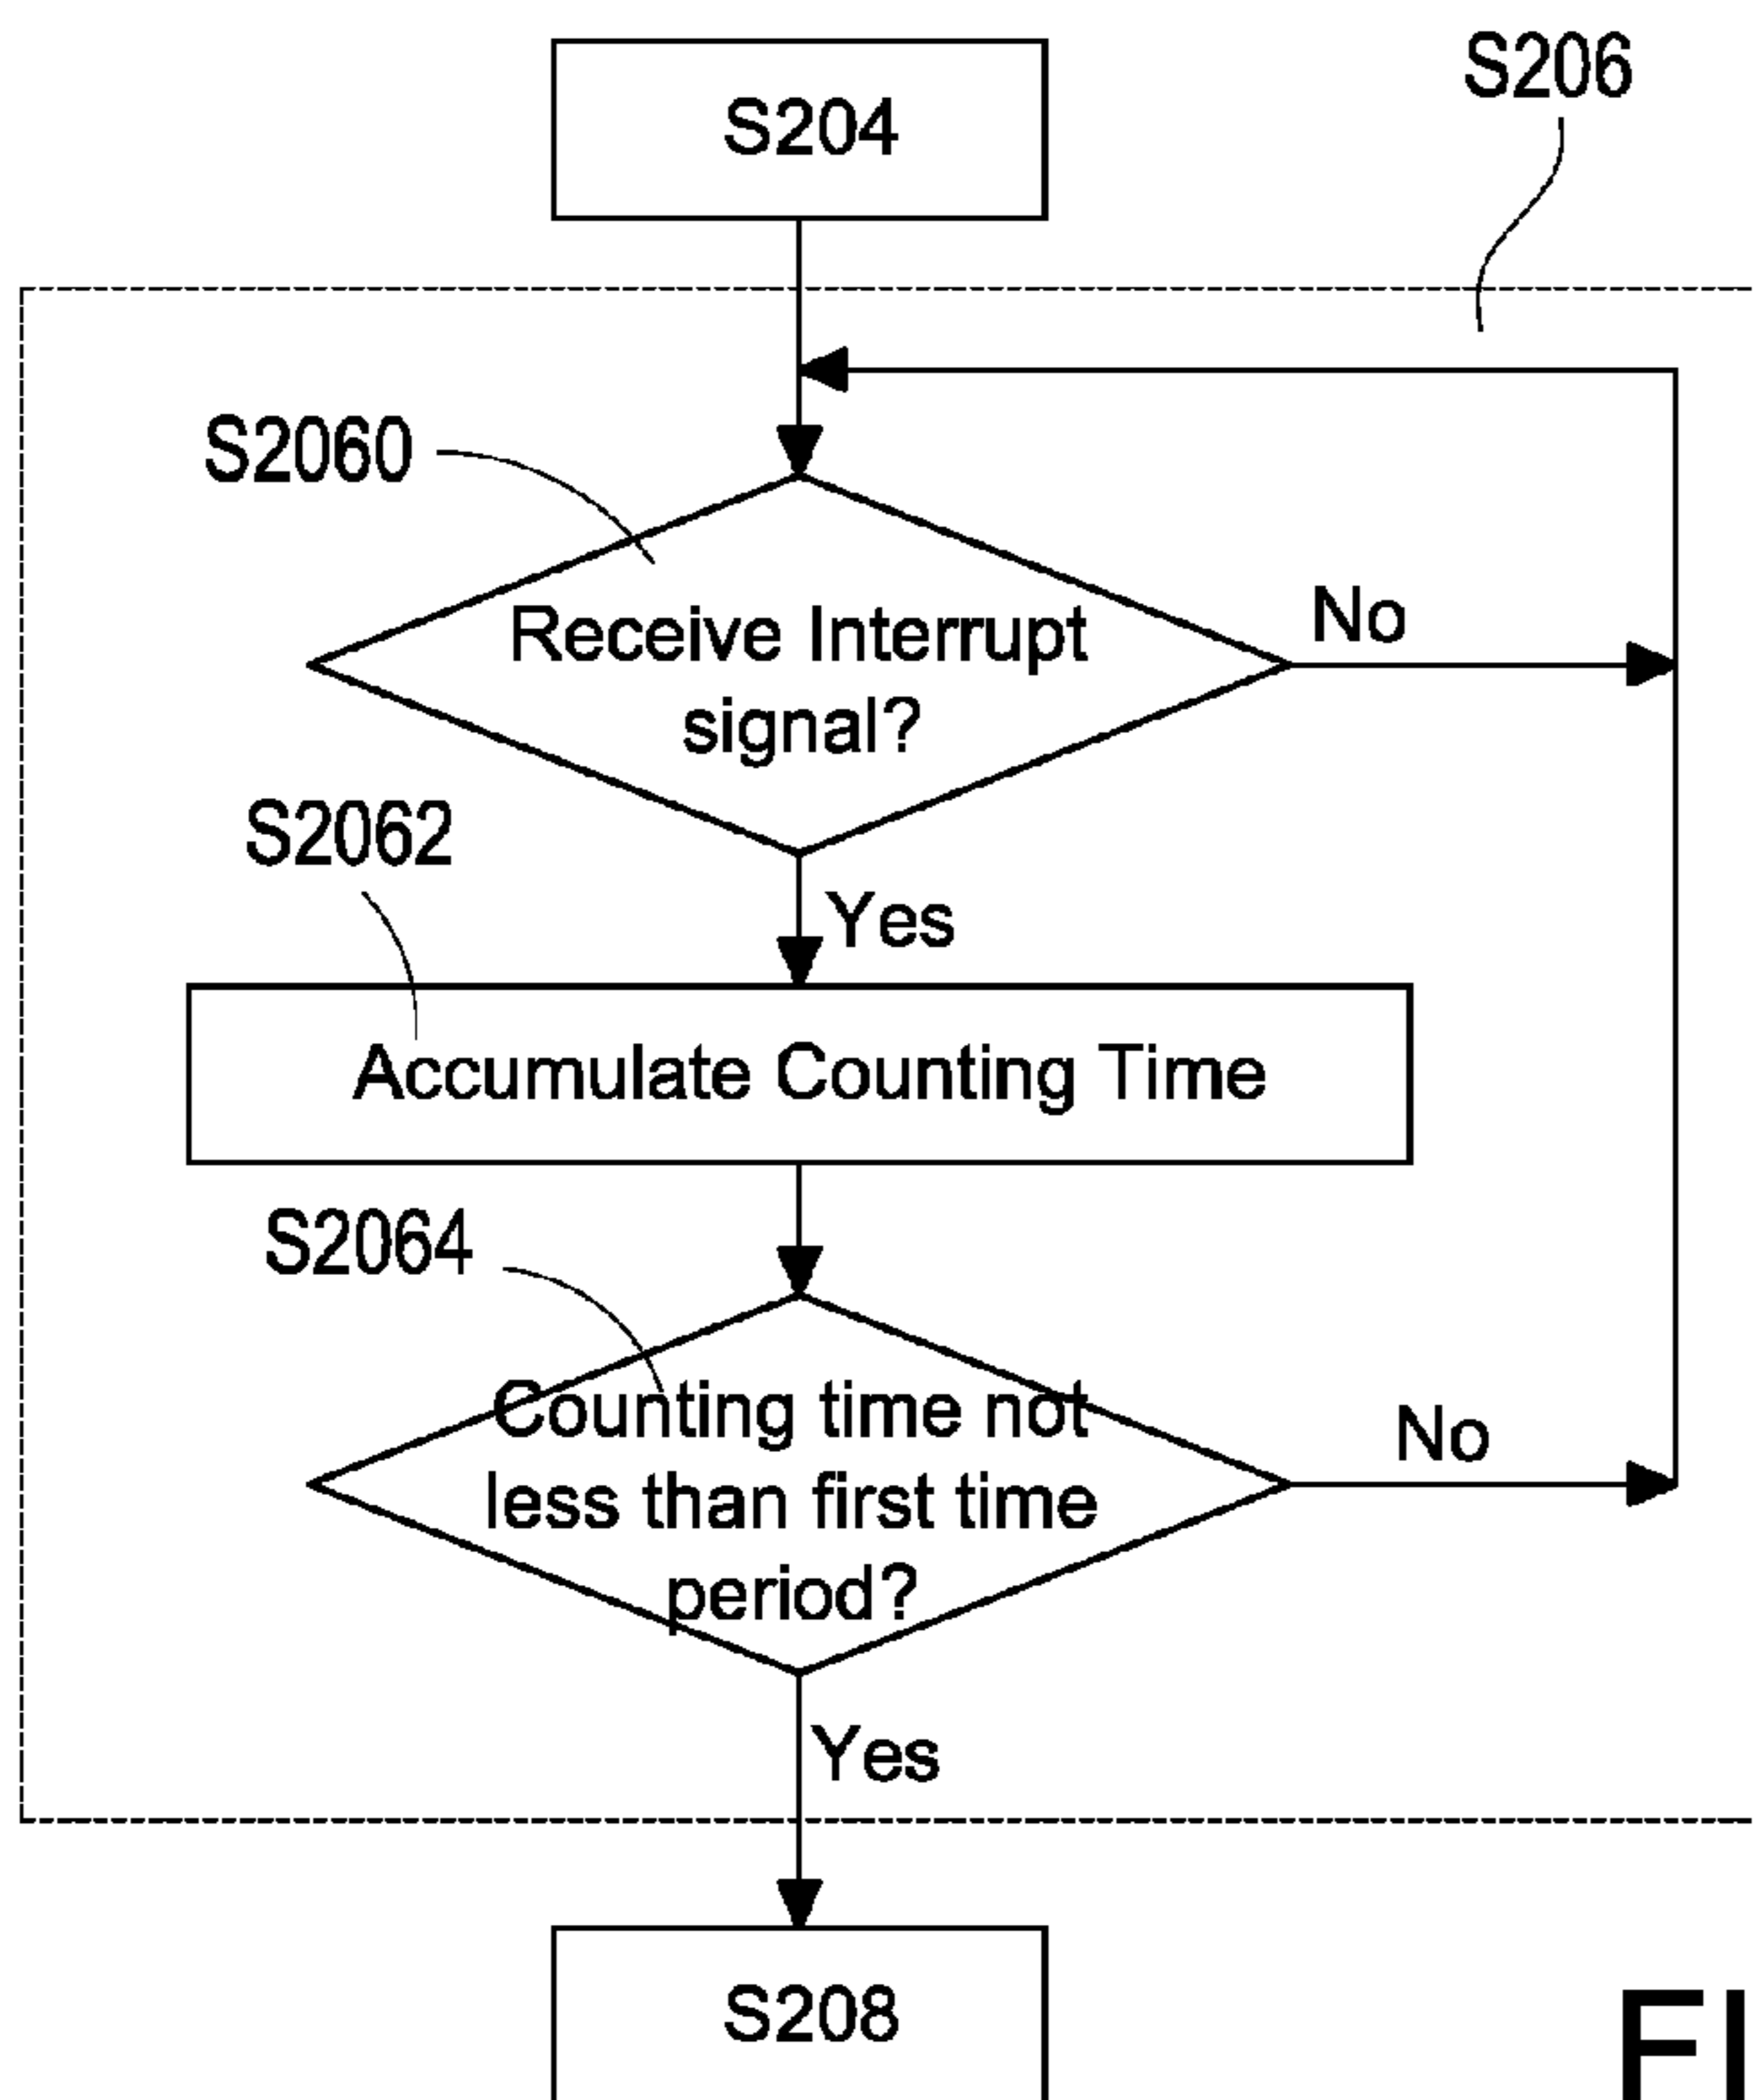 S204
S206
S2060
Receive Interrupt
signal?
No
S2062
Yes
Accumulate Counting Time
S2064
Counting time not
less than first time
period?
No
Yes
S208
FI